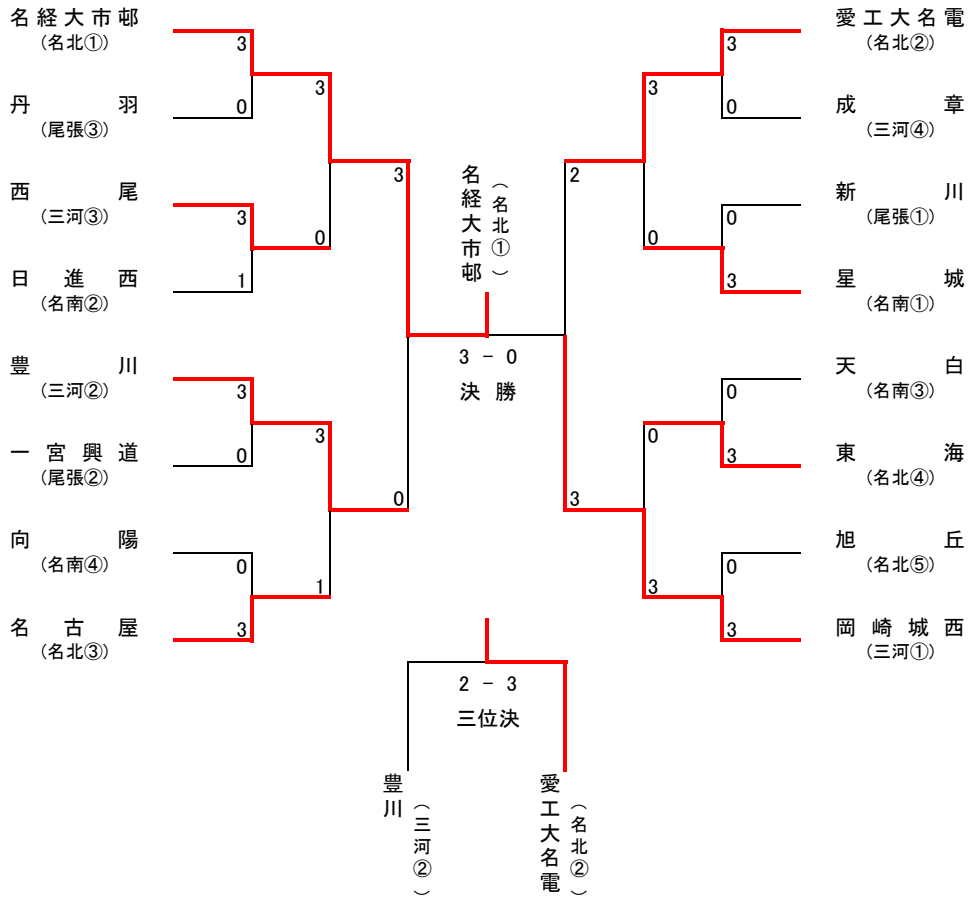 名経大市邨
(名北①)
3
丹羽
(尾張③)
0
3
西尾
(三河③)
3
日進西
(名南②)
1
0
3
豊川
(三河②)
3
一宮興道
(尾張②)
0
3
向陽
(名南④)
0
名古屋
(名北③)
3
1
0
名経大市邨
(名北①)
3 - 0
決勝
愛工大名電
(名北②)
3
成章
(三河④)
0
3
新川
(尾張①)
0
星城
(名南①)
3
0
2
天白
(名南③)
0
東海
(名北④)
3
0
旭丘
(名北⑤)
0
岡崎城西
(三河①)
3
3
3
2 - 3
三位決
豊川
(三河②)
愛工大名電
(名北②)